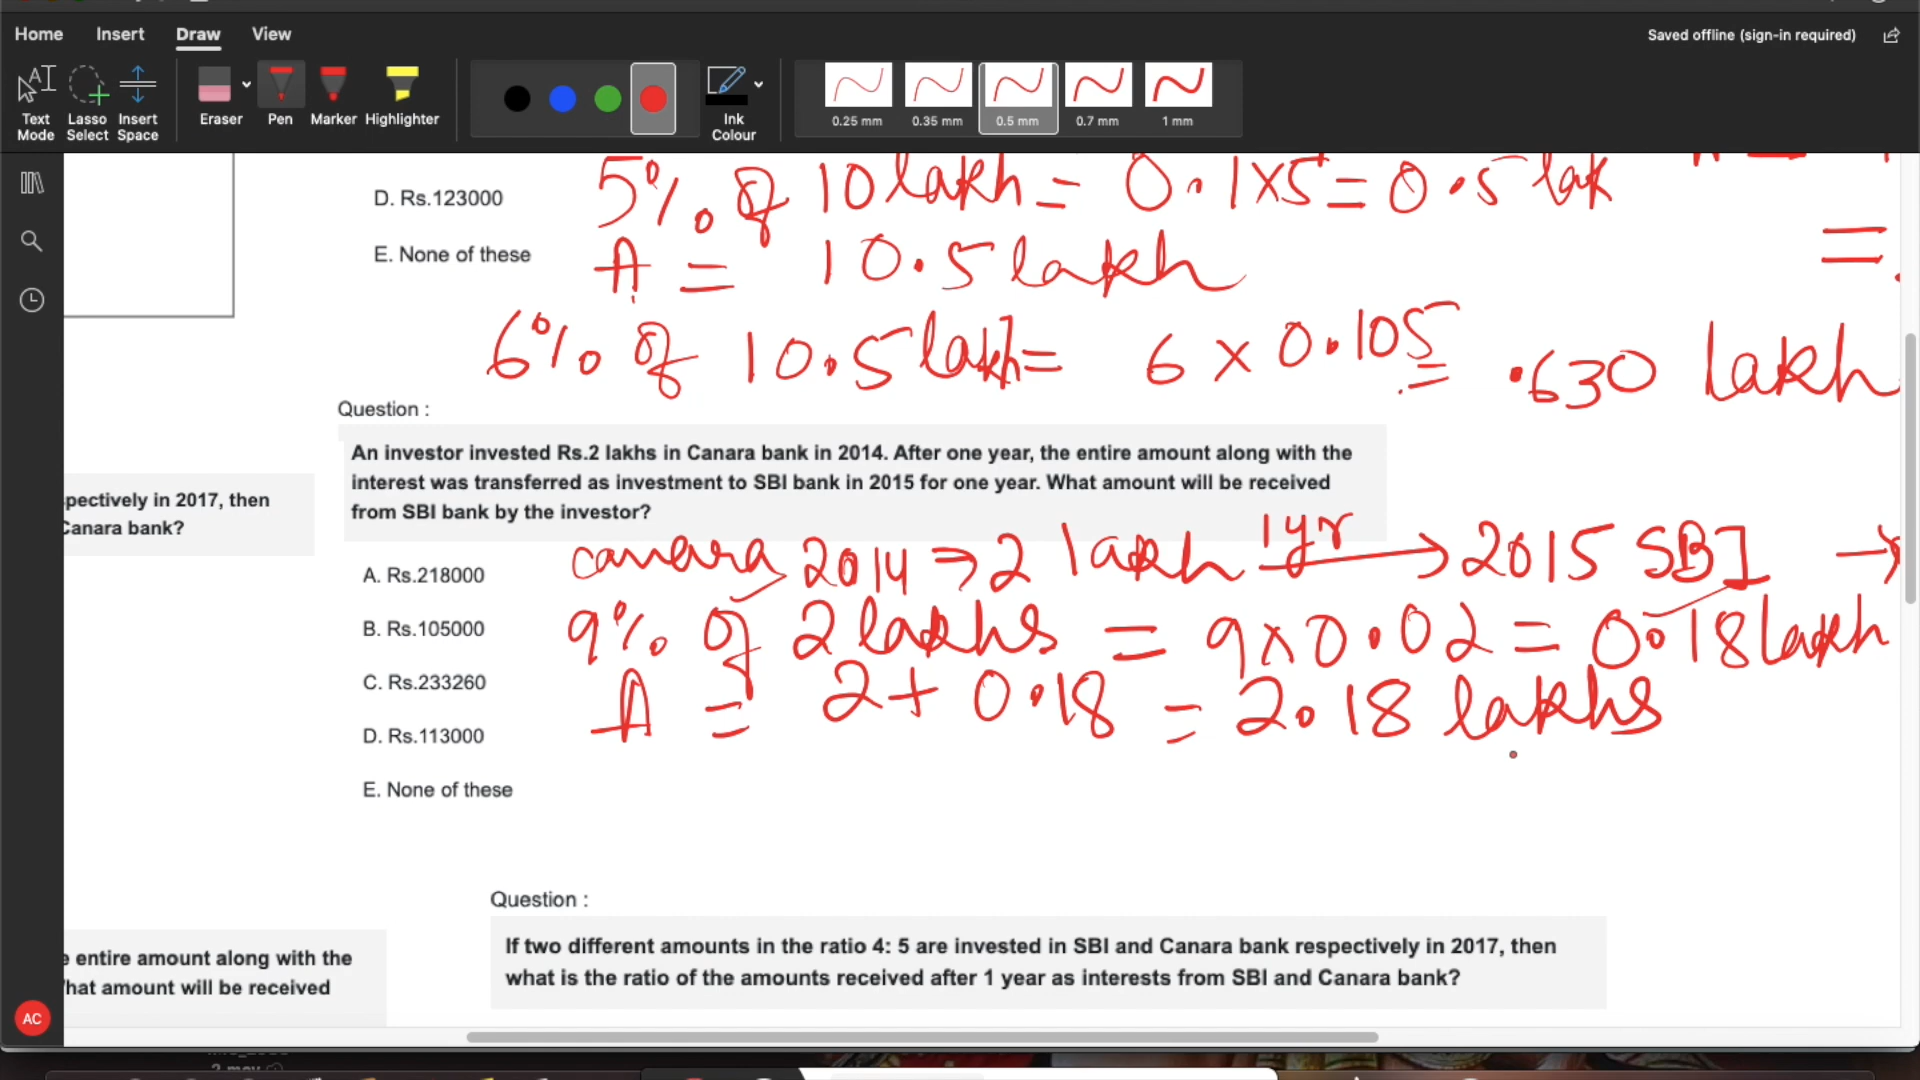 Home Insert Draw View
Saved offline (sign-in required)
Text Mode
Lasso Select
Insert Space
Eraser
Pen
Marker
Highlighter
Ink Colour
0.25 mm
0.35 mm
0.5 mm
0.7 mm
1 mm
5% of 10 lakh = 0.1x5 = 0.5 lak
D. Rs.123000
=
E. None of these
A = 10.5 lakh
6% of 10.5 lakh = 6 x 0.105 = .630 lakh
Question :
An investor invested Rs.2 lakhs in Canara bank in 2014. After one year, the entire amount along with the
interest was transferred as investment to SBI bank in 2015 for one year. What amount will be received
from SBI bank by the investor?
spectively in 2017, then
Canara bank?
canara 2014 → 2 lakh 1yr → 2015 SBI →
A. Rs.218000
9% of 2 lakhs = 9x0.02 = 0.18 lakh
B. Rs.105000
C. Rs.233260
A = 2 + 0.18 = 2.18 lakhs
D. Rs.113000
E. None of these
Question :
If two different amounts in the ratio 4: 5 are invested in SBI and Canara bank respectively in 2017, then
what is the ratio of the amounts received after 1 year as interests from SBI and Canara bank?
e entire amount along with the
hat amount will be received
AC